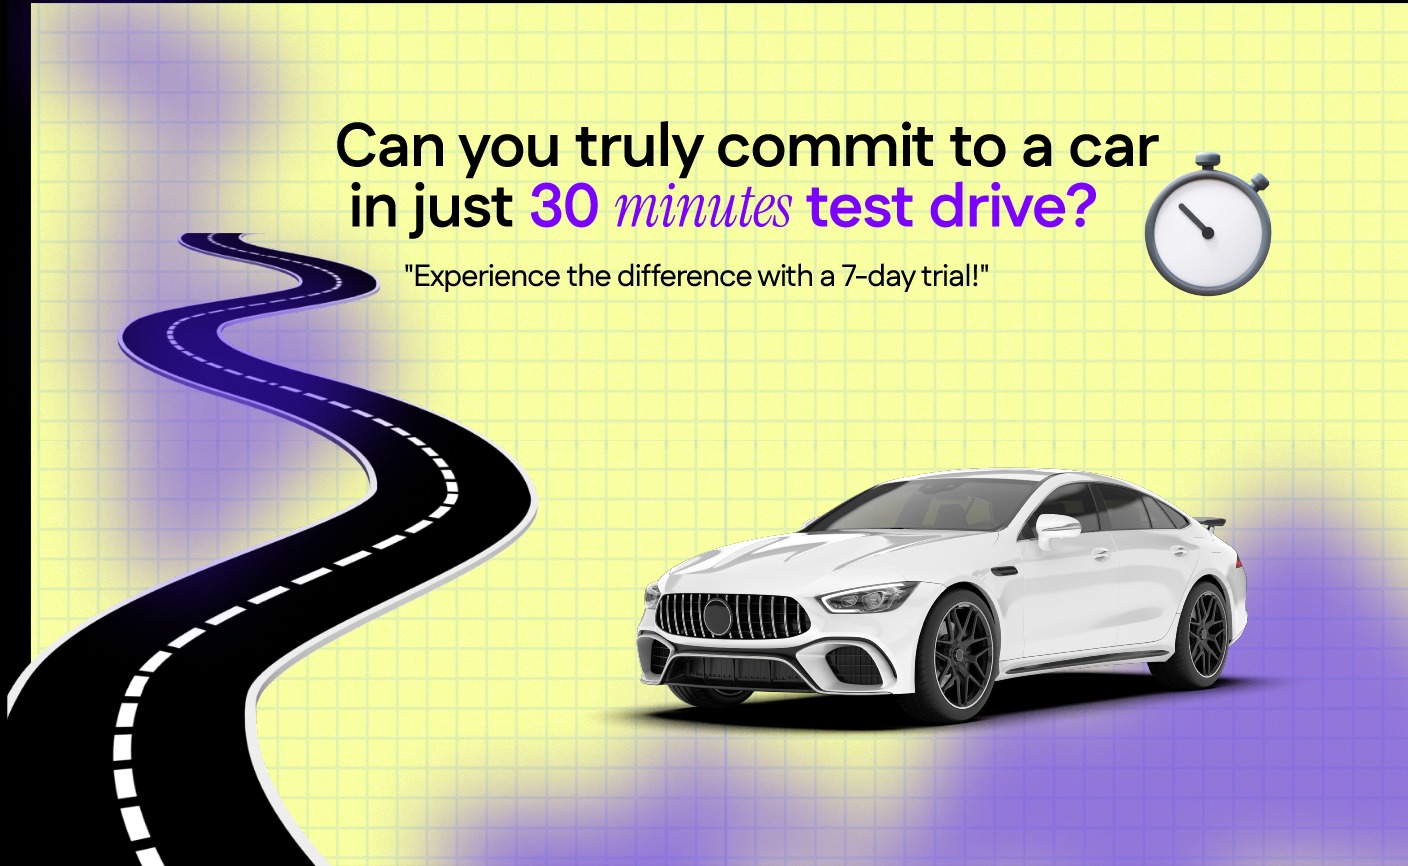 Can you truly commit to a car
in just 30 minutes test drive?
"Experience the difference with a 7-day trial!"